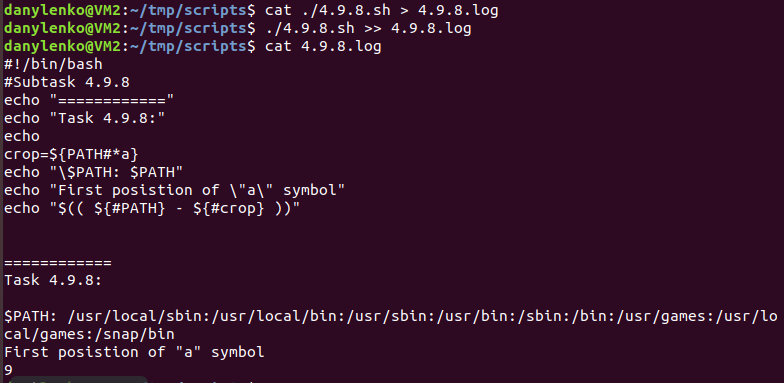 danylenko@VM2:~/tmp/scripts$ cat ./4.9.8.sh > 4.9.8.log
danylenko@VM2:~/tmp/scripts$ ./4.9.8.sh >> 4.9.8.log
danylenko@VM2:~/tmp/scripts$ cat 4.9.8.log
#!/bin/bash
#Subtask 4.9.8
echo "============"
echo "Task 4.9.8:"
echo
crop=${PATH#*a}
echo "\$PATH: $PATH"
echo "First posistion of \"a\" symbol"
echo "$(( ${#PATH} - ${#crop} ))"
============
Task 4.9.8:
$PATH: /usr/local/sbin:/usr/local/bin:/usr/sbin:/usr/bin:/sbin:/bin:/usr/games:/usr/lo
cal/games:/snap/bin
First posistion of "a" symbol
9